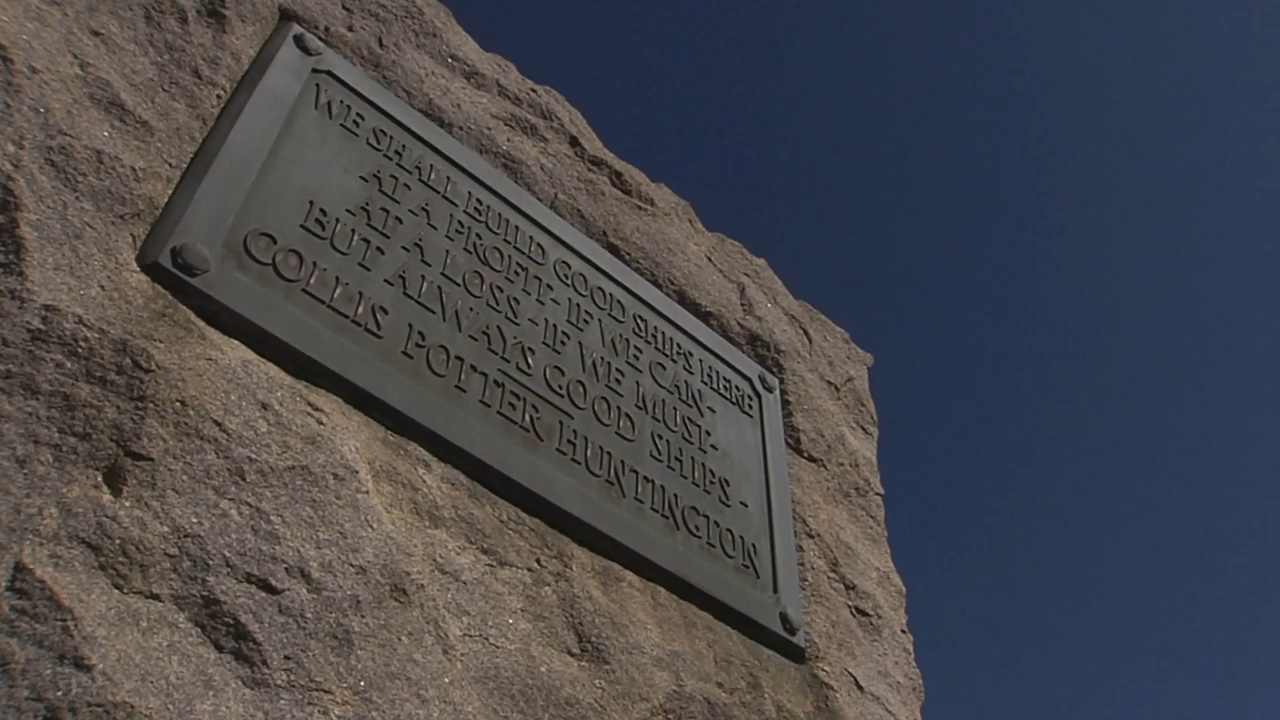 WE SHALL BUILD GOOD SHIPS HERE
AT A PROFIT - IF WE CAN -
AT A LOSS - IF WE MUST -
BUT ALWAYS GOOD SHIPS -
COLLIS POTTER HUNTINGTON